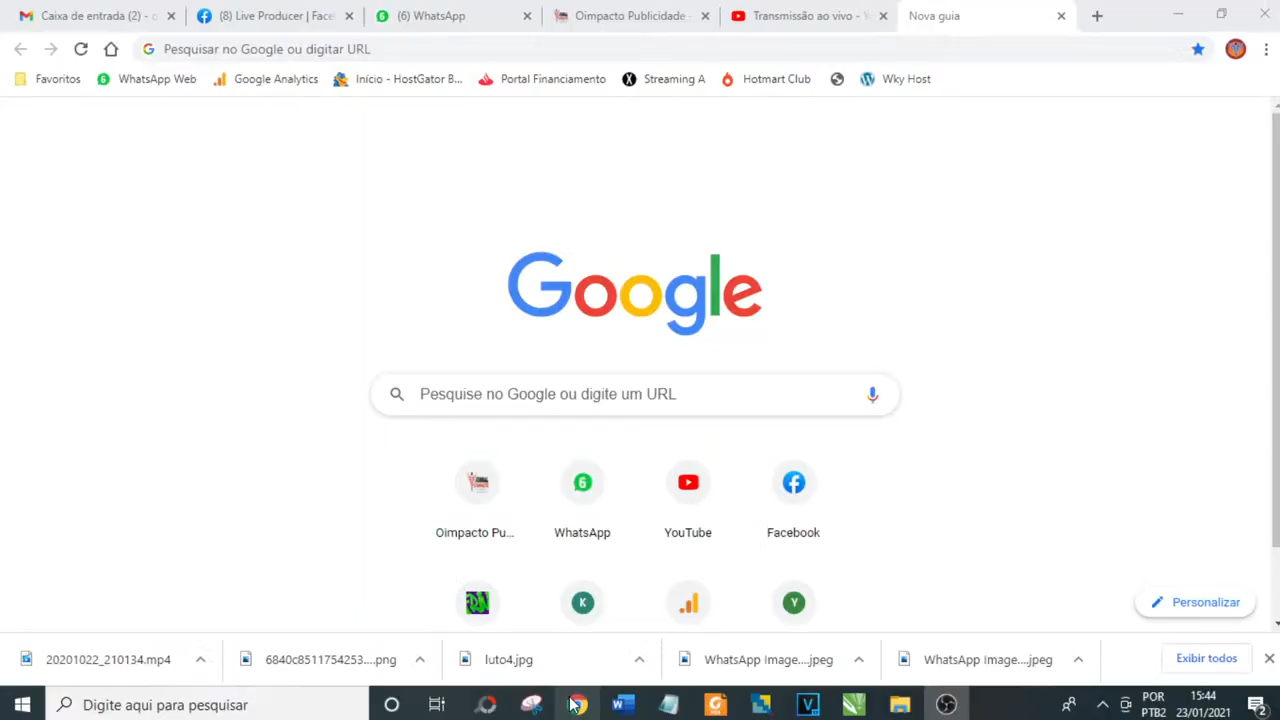 Caixa de entrada (2) - o
(8) Live Producer | Face
(6) WhatsApp
Oimpacto Publicidade -
Transmissão ao vivo -
Nova guia
Pesquisar no Google ou digitar URL
Favoritos
WhatsApp Web
Google Analytics
Início - HostGator B...
Portal Financiamento
Streaming A
Hotmart Club
Wky Host
Google
Pesquise no Google ou digite um URL
Oimpacto Pu...
WhatsApp
YouTube
Facebook
K
Y
Personalizar
20201022_210134.mp4
6840c8511754253....png
luto4.jpg
WhatsApp Image....jpeg
WhatsApp Image....jpeg
Exibir todos
Digite aqui para pesquisar
POR
PTB2
15:44
23/01/2021
2